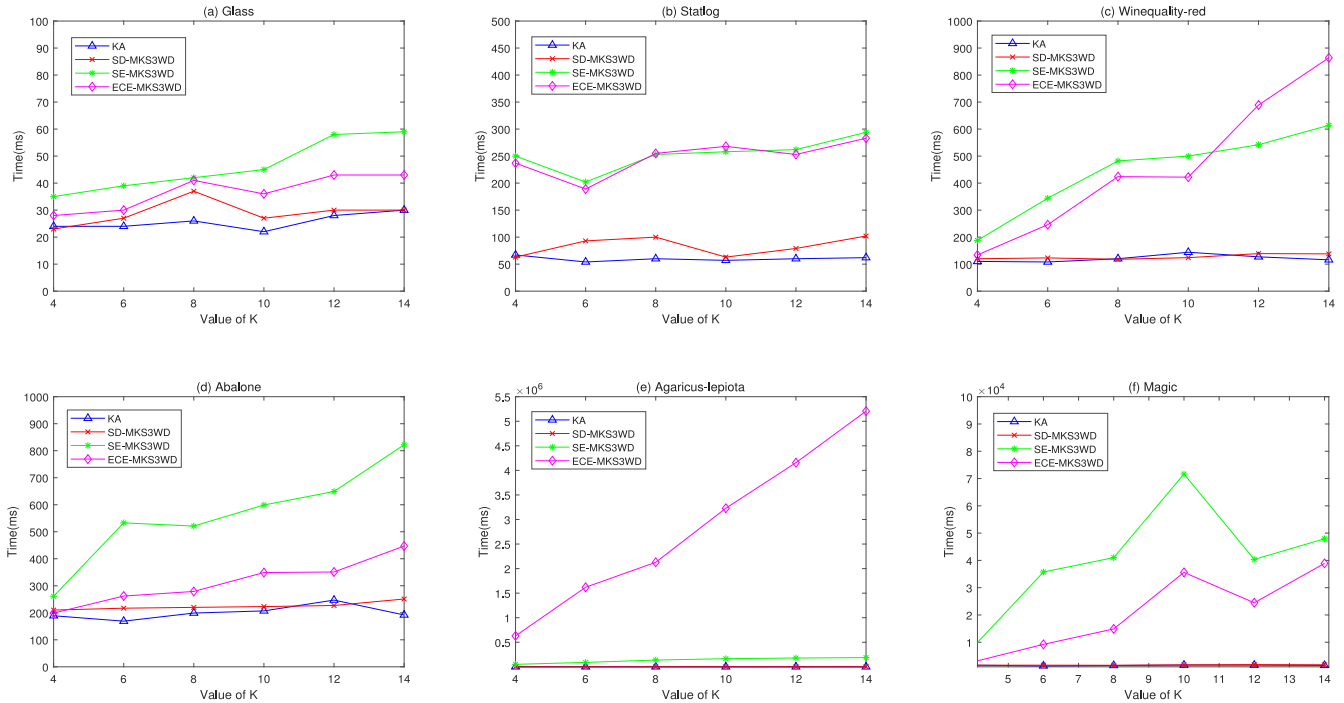 (a) Glass
100
90
80
70
60
50
40
30
20
10
0
Time(ms)
KA
SD-MKS3WD
SE-MKS3WD
ECE-MKS3WD
4 6 8 10 12 14
Value of K
(b) Statlog
500
450
400
350
300
250
200
150
100
50
0
Time(ms)
KA
SD-MKS3WD
SE-MKS3WD
ECE-MKS3WD
4 6 8 10 12 14
Value of K
(c) Winequality-red
1000
900
800
700
600
500
400
300
200
100
0
Time(ms)
KA
SD-MKS3WD
SE-MKS3WD
ECE-MKS3WD
4 6 8 10 12 14
Value of K
(d) Abalone
1000
900
800
700
600
500
400
300
200
100
0
Time(ms)
KA
SD-MKS3WD
SE-MKS3WD
ECE-MKS3WD
4 6 8 10 12 14
Value of K
(e) Agaricus-lepiota
×10⁶
5.5
5
4.5
4
3.5
3
2.5
2
1.5
1
0.5
0
Time(ms)
KA
SD-MKS3WD
SE-MKS3WD
ECE-MKS3WD
4 6 8 10 12 14
Value of K
(f) Magic
×10⁴
10
9
8
7
6
5
4
3
2
1
Time(ms)
KA
SD-MKS3WD
SE-MKS3WD
ECE-MKS3WD
5 6 7 8 9 10 11 12 13 14
Value of K